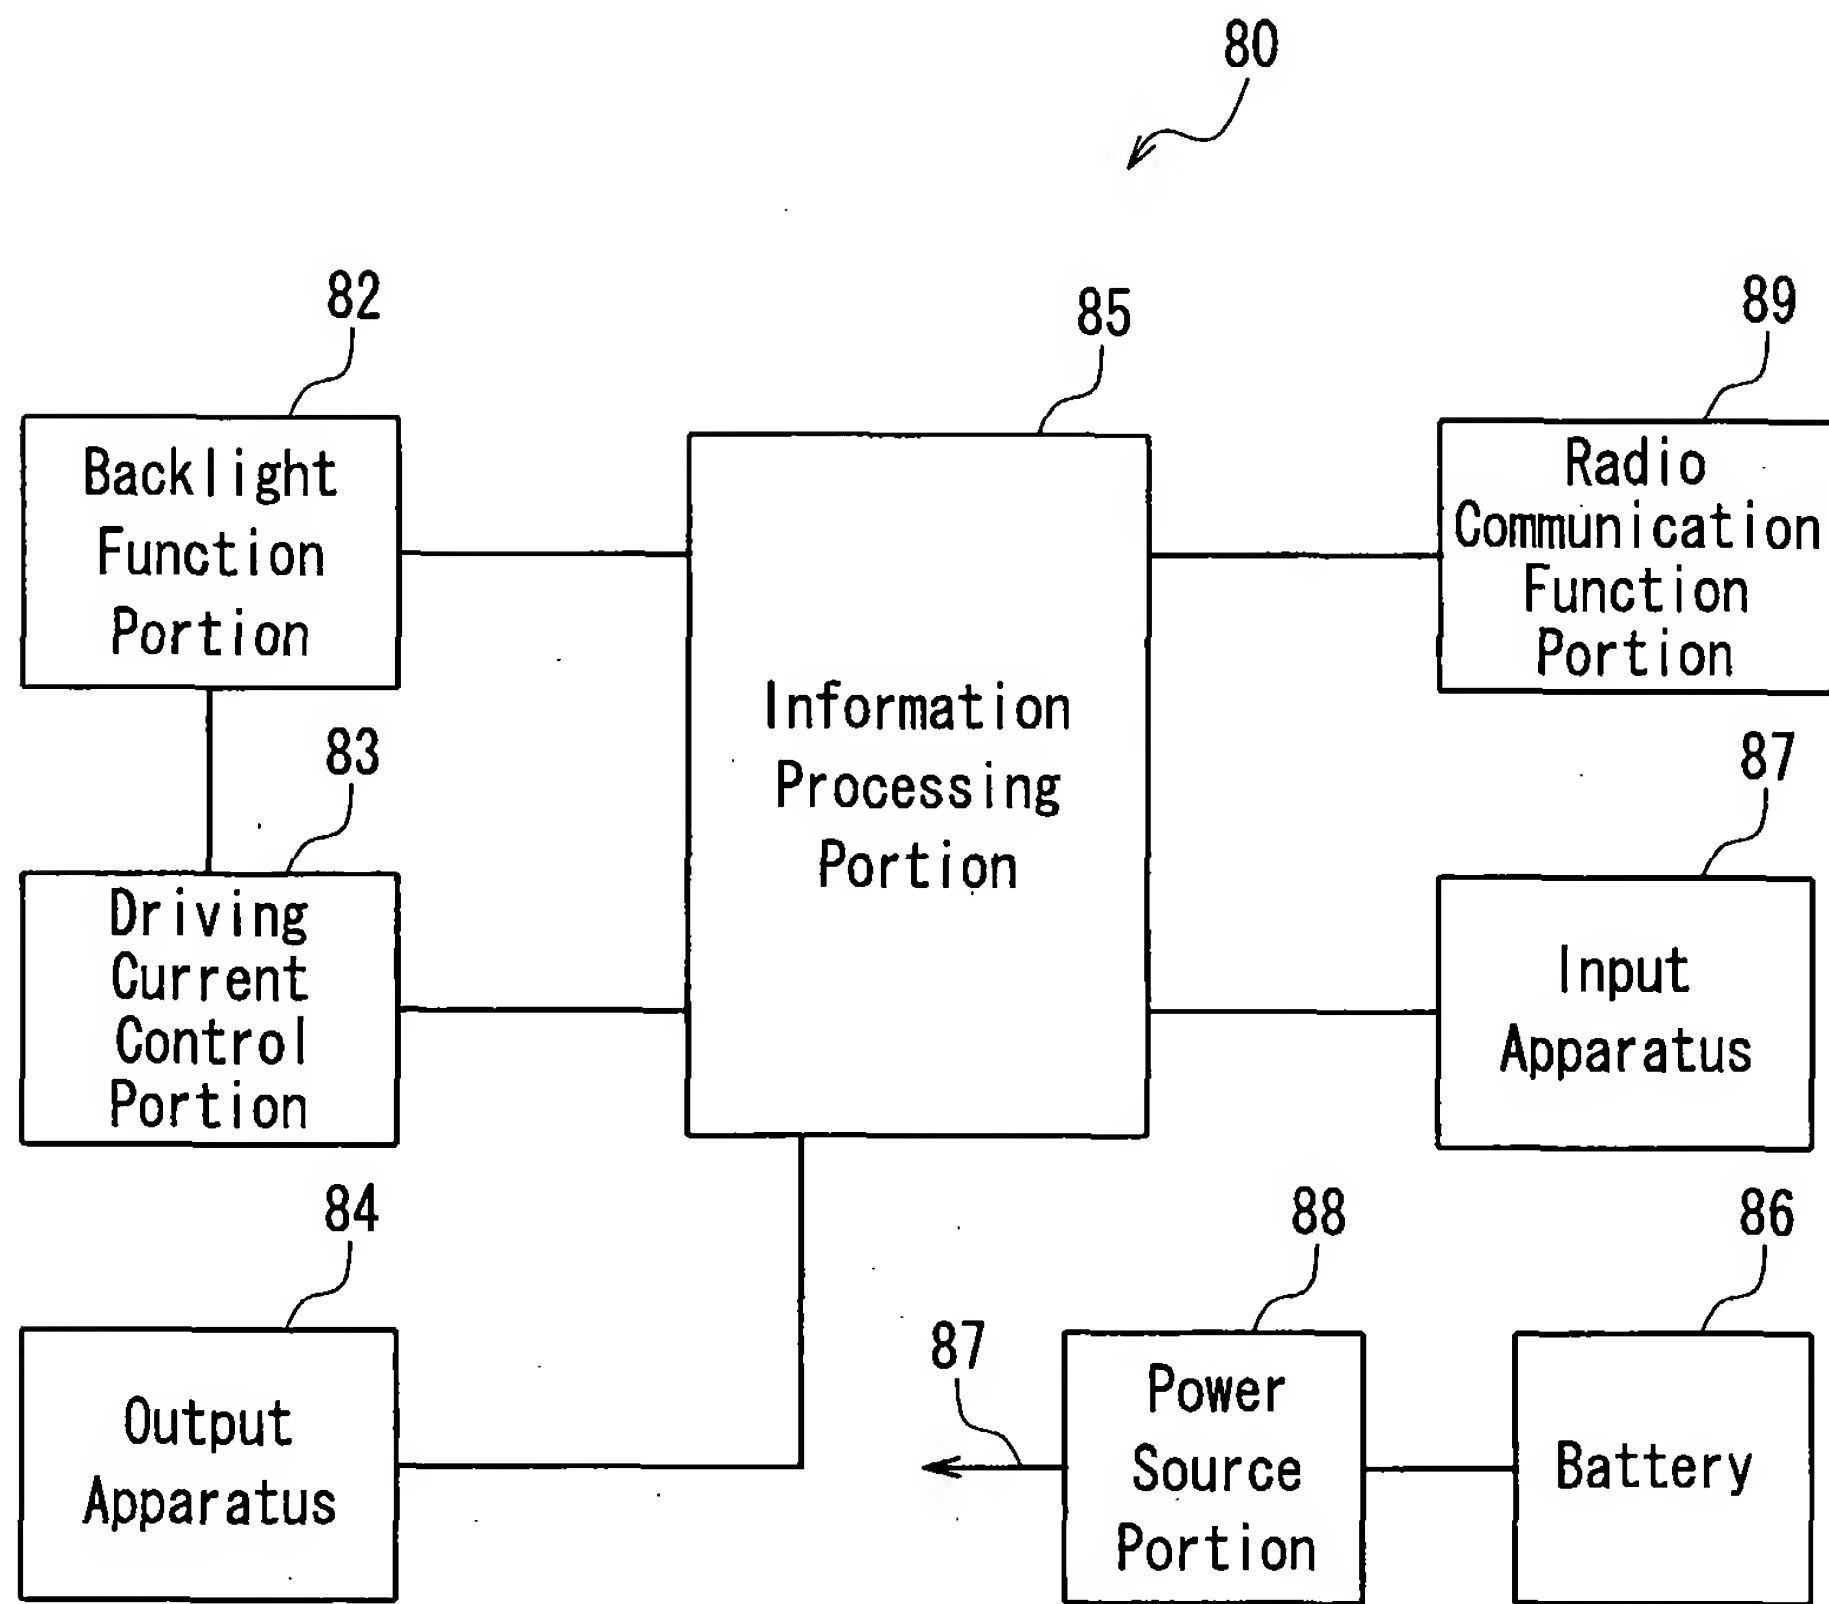 80
82
Backlight
Function
Portion
85
Information
Processing
Portion
89
Radio
Communication
Function
Portion
83
Driving
Current
Control
Portion
87
Input
Apparatus
84
Output
Apparatus
87
88
Power
Source
Portion
86
Battery